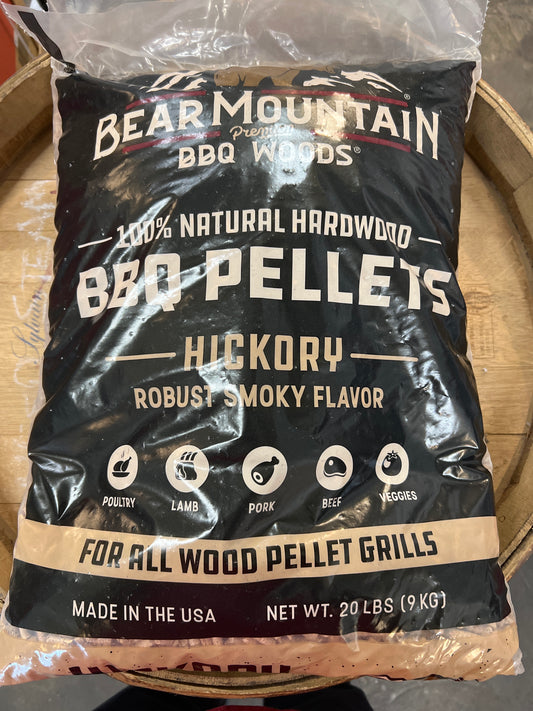 BEAR MOUNTAIN®
Premium
BBQ WOODS®
100% NATURAL HARDWOOD
BBQ PELLETS
HICKORY
ROBUST SMOKY FLAVOR
POULTRY
LAMB
PORK
BEEF
VEGGIES
FOR ALL WOOD PELLET GRILLS
MADE IN THE USA
NET WT. 20 LBS (9 KG)
HICKORY